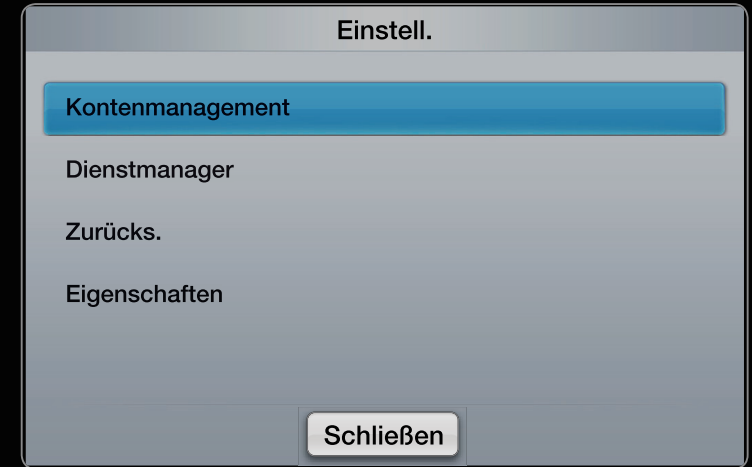 Einstell.
Kontenmanagement
Dienstmanager
Zurücks.
Eigenschaften
Schließen